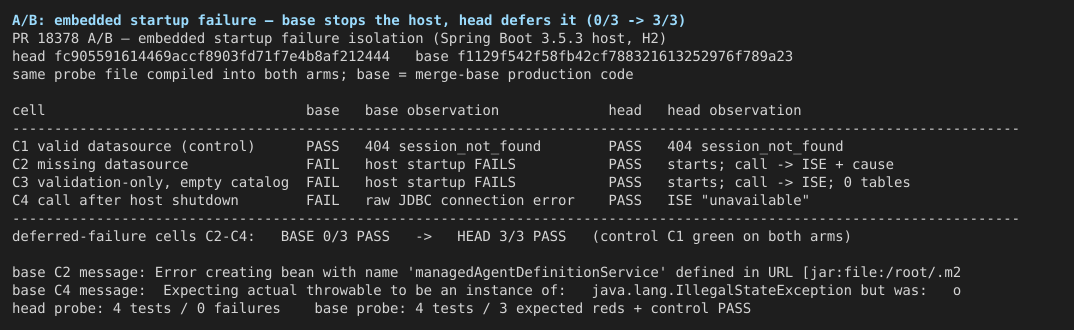 A/B: embedded startup failure — base stops the host, head defers it (0/3 -> 3/3)
PR 18378 A/B — embedded startup failure isolation (Spring Boot 3.5.3 host, H2)
head fc905591614469accf8903fd71f7e4b8af212444   base f1129f542f58fb42cf788321613252976f789a23
same probe file compiled into both arms; base = merge-base production code
cell                               base   base observation              head   head observation
----------------------------------------------------------------------------------------------------------------------
C1 valid datasource (control)      PASS   404 session_not_found         PASS   404 session_not_found
C2 missing datasource              FAIL   host startup FAILS            PASS   starts; call -> ISE + cause
C3 validation-only, empty catalog  FAIL   host startup FAILS            PASS   starts; call -> ISE; 0 tables
C4 call after host shutdown        FAIL   raw JDBC connection error     PASS   ISE "unavailable"
----------------------------------------------------------------------------------------------------------------------
deferred-failure cells C2-C4:   BASE 0/3 PASS   ->   HEAD 3/3 PASS   (control C1 green on both arms)
base C2 message: Error creating bean with name 'managedAgentDefinitionService' defined in URL [jar:file:/root/.m2
base C4 message:  Expecting actual throwable to be an instance of:   java.lang.IllegalStateException but was:   o
head probe: 4 tests / 0 failures    base probe: 4 tests / 3 expected reds + control PASS